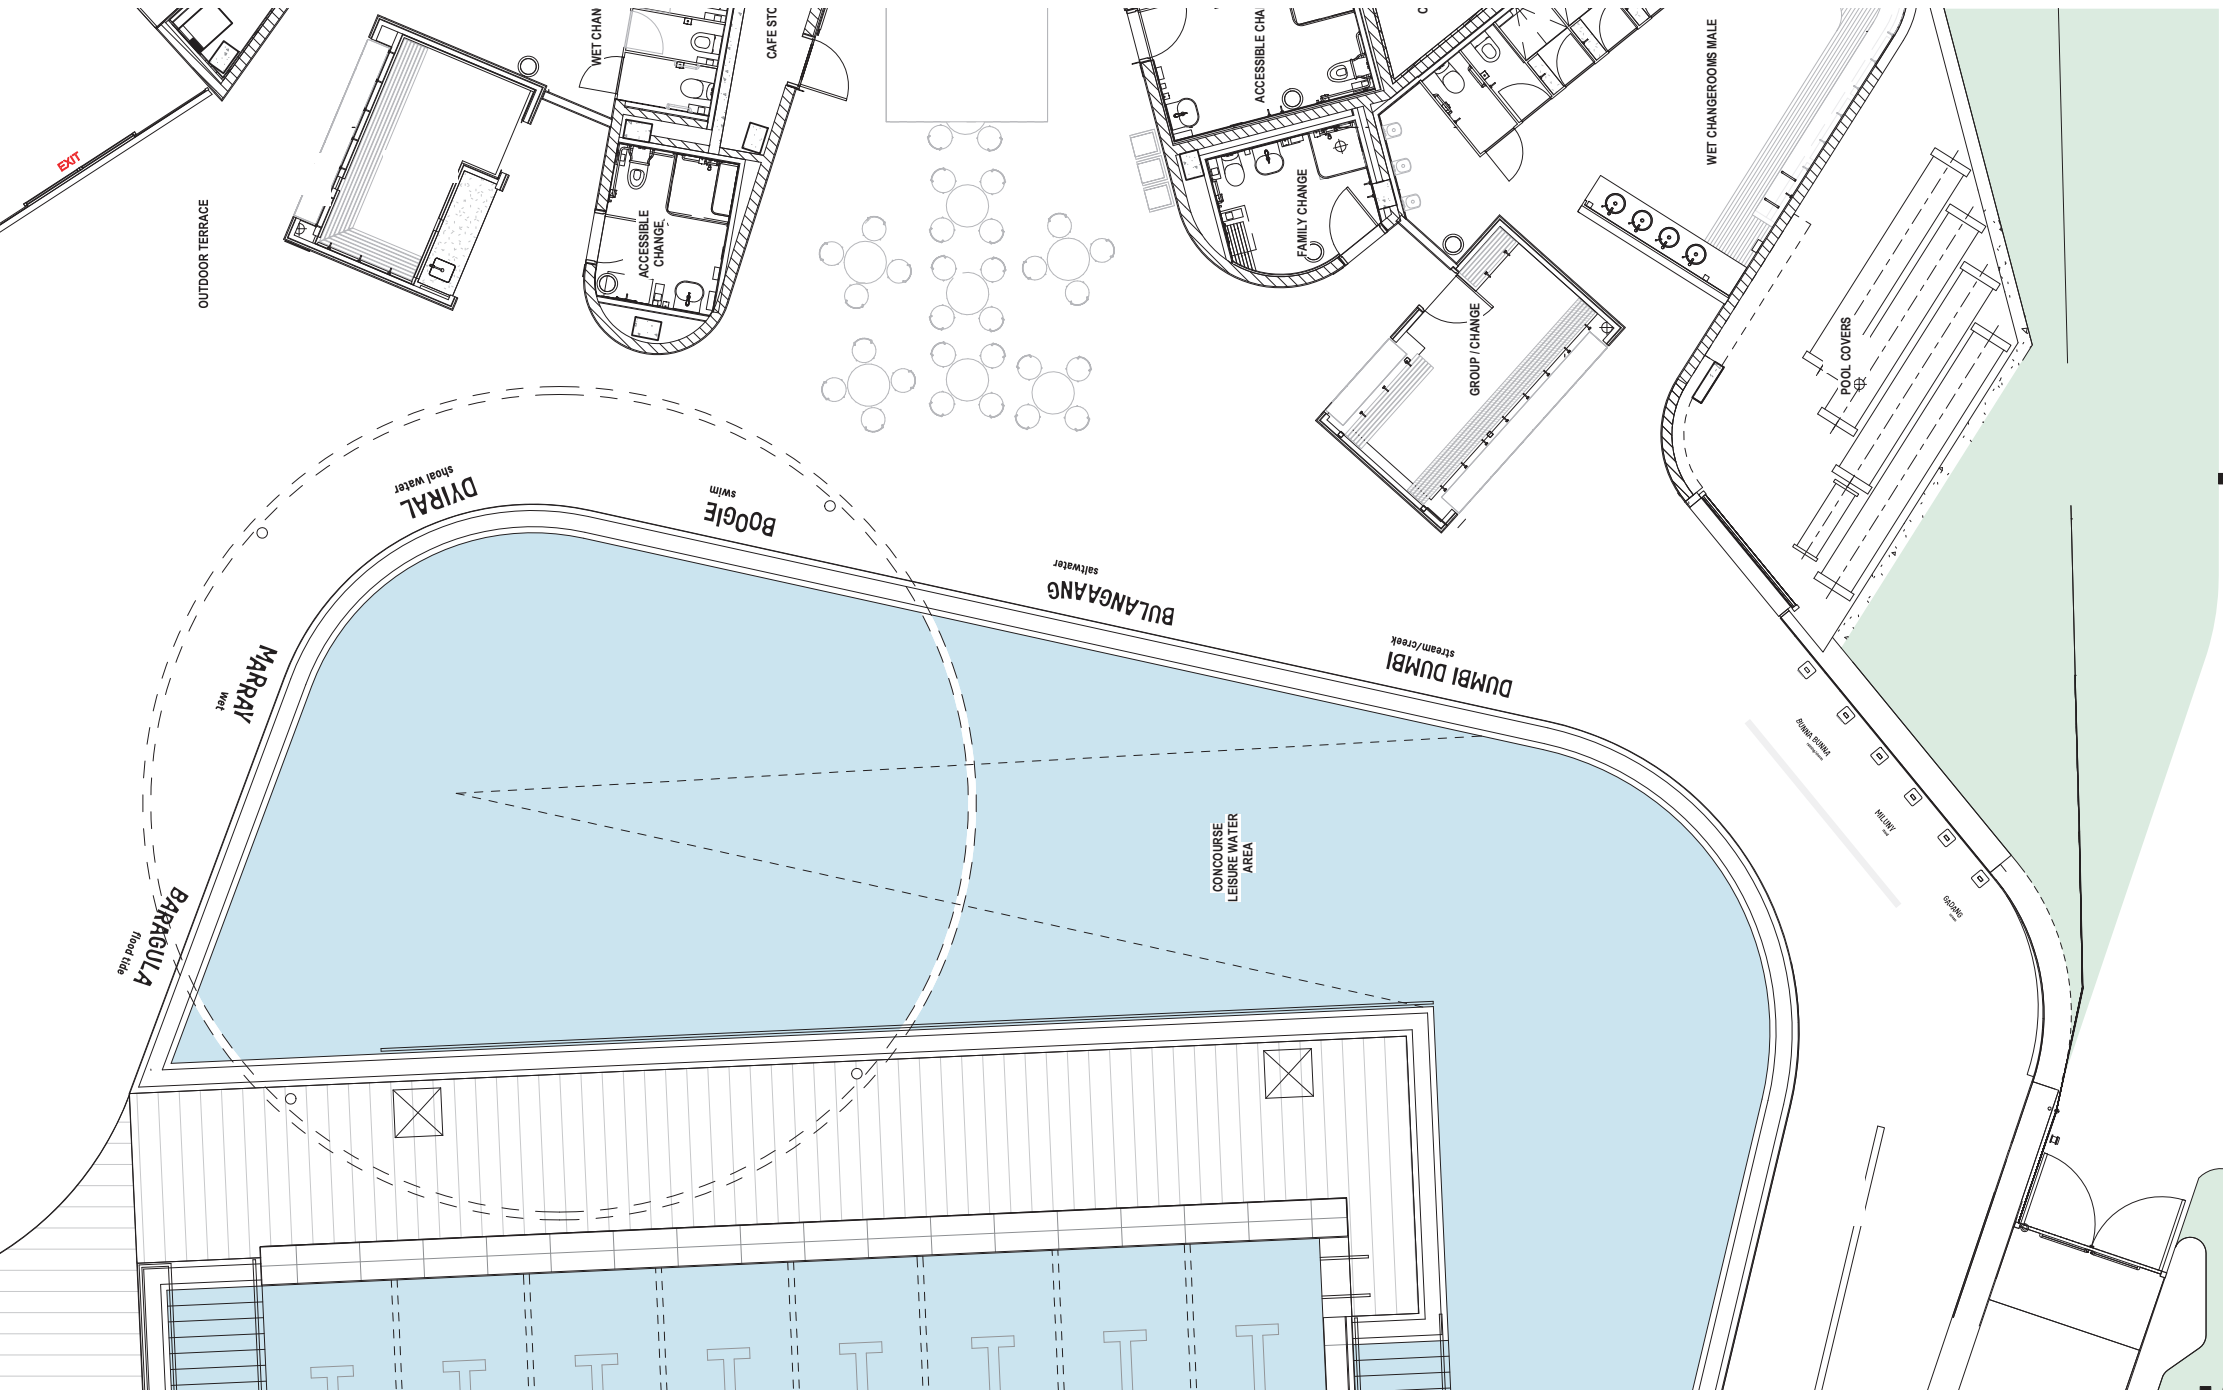 WET CHAN
CAFE STO
ACCESSIBLE CHA
WET CHANGEROOMS MALE
EXIT
OUTDOOR TERRACE
ACCESSIBLE
CHANGE
FAMILY CHANGE
GROUP / CHANGE
POOL COVERS
DYIRAL
shoal water
BOOGIE
swim
BULANGAANG
saltwater
DUMBI DUMBI
stream/creek
MARRAY
wet
BARAGULA
flood tide
CONCOURSE
LEISURE WATER
AREA
BUNNA BUNNA
MILUNY
GADANG